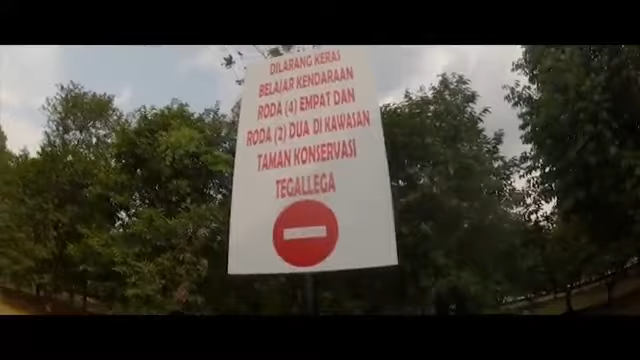 DILARANG KERAS
BELAJAR KENDARAAN
RODA (4) EMPAT DAN
RODA (2) DUA DI KAWASAN
TAMAN KONSERVASI
TEGALLEGA